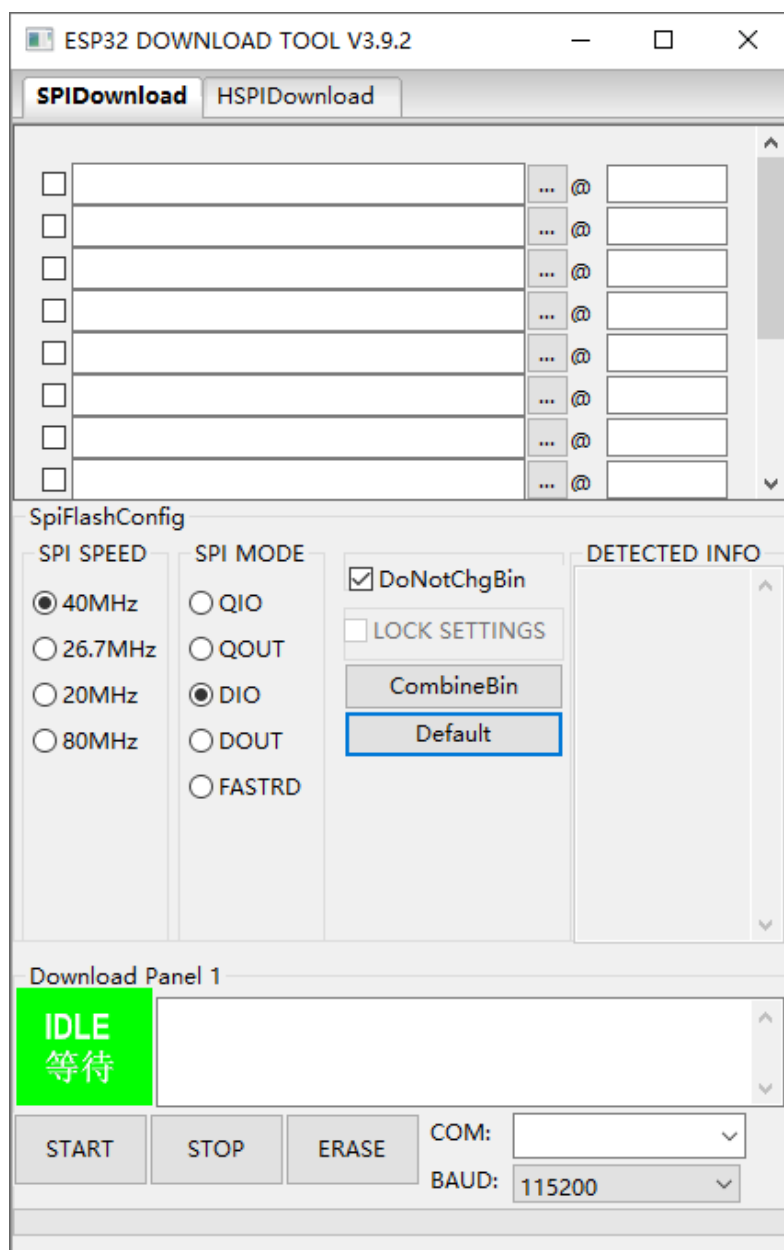 ESP32 DOWNLOAD TOOL V3.9.2
SPIDownload HSPIDownload
... @
... @
... @
... @
... @
... @
... @
... @
SpiFlashConfig
SPI SPEED
40MHz
26.7MHz
20MHz
80MHz
SPI MODE
QIO
QOUT
DIO
DOUT
FASTRD
DoNotChgBin
LOCK SETTINGS
CombineBin
Default
DETECTED INFO
Download Panel 1
IDLE
等待
START STOP ERASE
COM:
BAUD: 115200